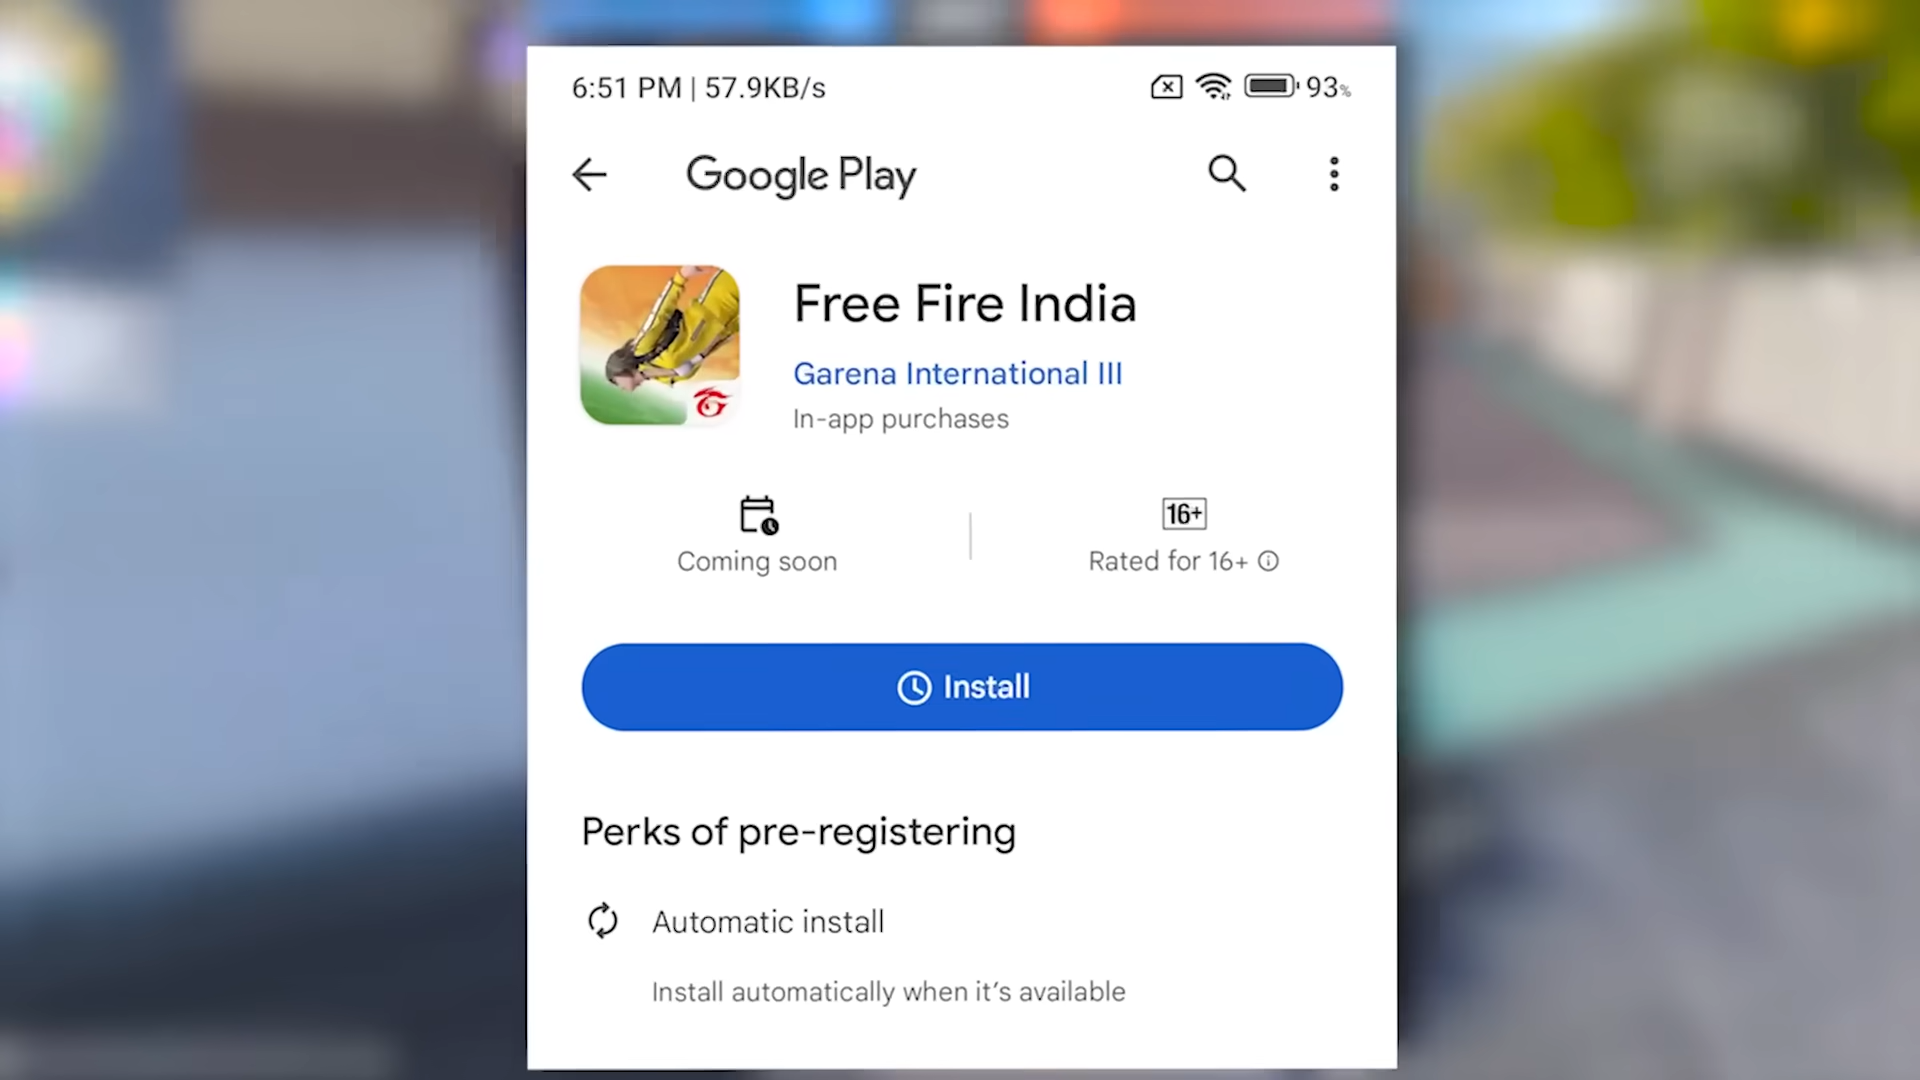 6:51 PM | 57.9KB/s 93%
Google Play
Free Fire India
Garena International III
In-app purchases
16+
Coming soon
Rated for 16+
Install
Perks of pre-registering
Automatic install
Install automatically when it's available